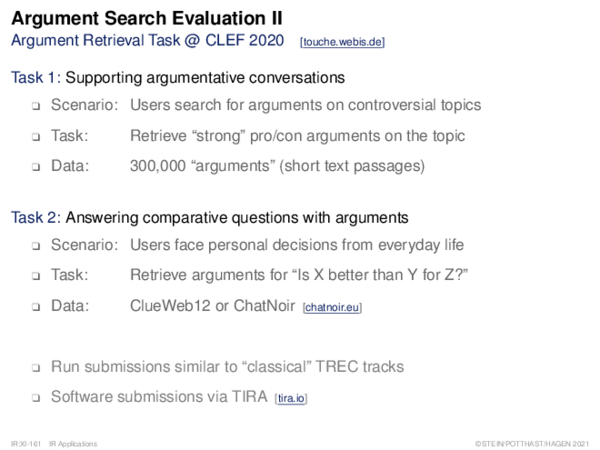 Argument Search Evaluation II
Argument Retrieval Task @ CLEF 2020 [touche.webis.de]
Task 1: Supporting argumentative conversations
❑ Scenario: Users search for arguments on controversial topics
❑ Task: Retrieve “strong” pro/con arguments on the topic
❑ Data: 300,000 “arguments” (short text passages)
Task 2: Answering comparative questions with arguments
❑ Scenario: Users face personal decisions from everyday life
❑ Task: Retrieve arguments for “Is X better than Y for Z?”
❑ Data: ClueWeb12 or ChatNoir [chatnoir.eu]
❑ Run submissions similar to “classical” TREC tracks
❑ Software submissions via TIRA [tira.io]
IR:XI-161 IR Applications ©STEIN/POTTHAST/HAGEN 2021